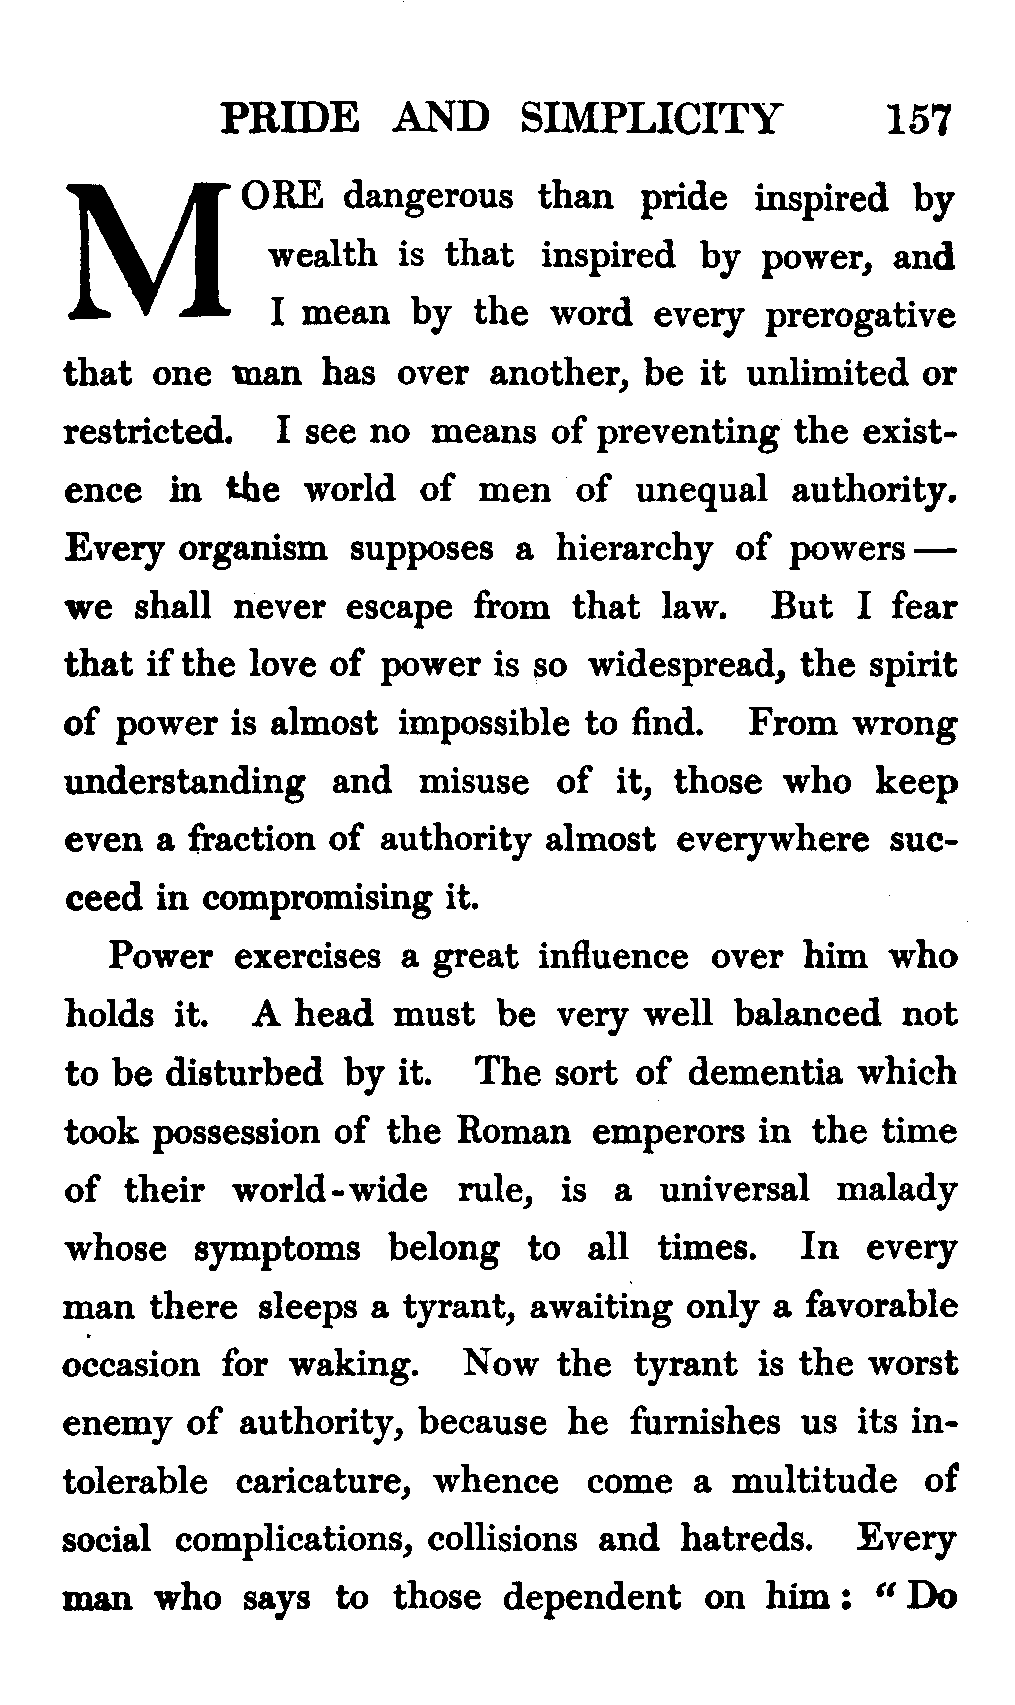 PRIDE AND SIMPLICITY 157
MORE dangerous than pride inspired by
wealth is that inspired by power, and
I mean by the word every prerogative
that one man has over another, be it unlimited or
restricted. I see no means of preventing the exist-
ence in the world of men of unequal authority.
Every organism supposes a hierarchy of powers —
we shall never escape from that law. But I fear
that if the love of power is so widespread, the spirit
of power is almost impossible to find. From wrong
understanding and misuse of it, those who keep
even a fraction of authority almost everywhere suc-
ceed in compromising it.
Power exercises a great influence over him who
holds it. A head must be very well balanced not
to be disturbed by it. The sort of dementia which
took possession of the Roman emperors in the time
of their world-wide rule, is a universal malady
whose symptoms belong to all times. In every
man there sleeps a tyrant, awaiting only a favorable
occasion for waking. Now the tyrant is the worst
enemy of authority, because he furnishes us its in-
tolerable caricature, whence come a multitude of
social complications, collisions and hatreds. Every
man who says to those dependent on him: "Do